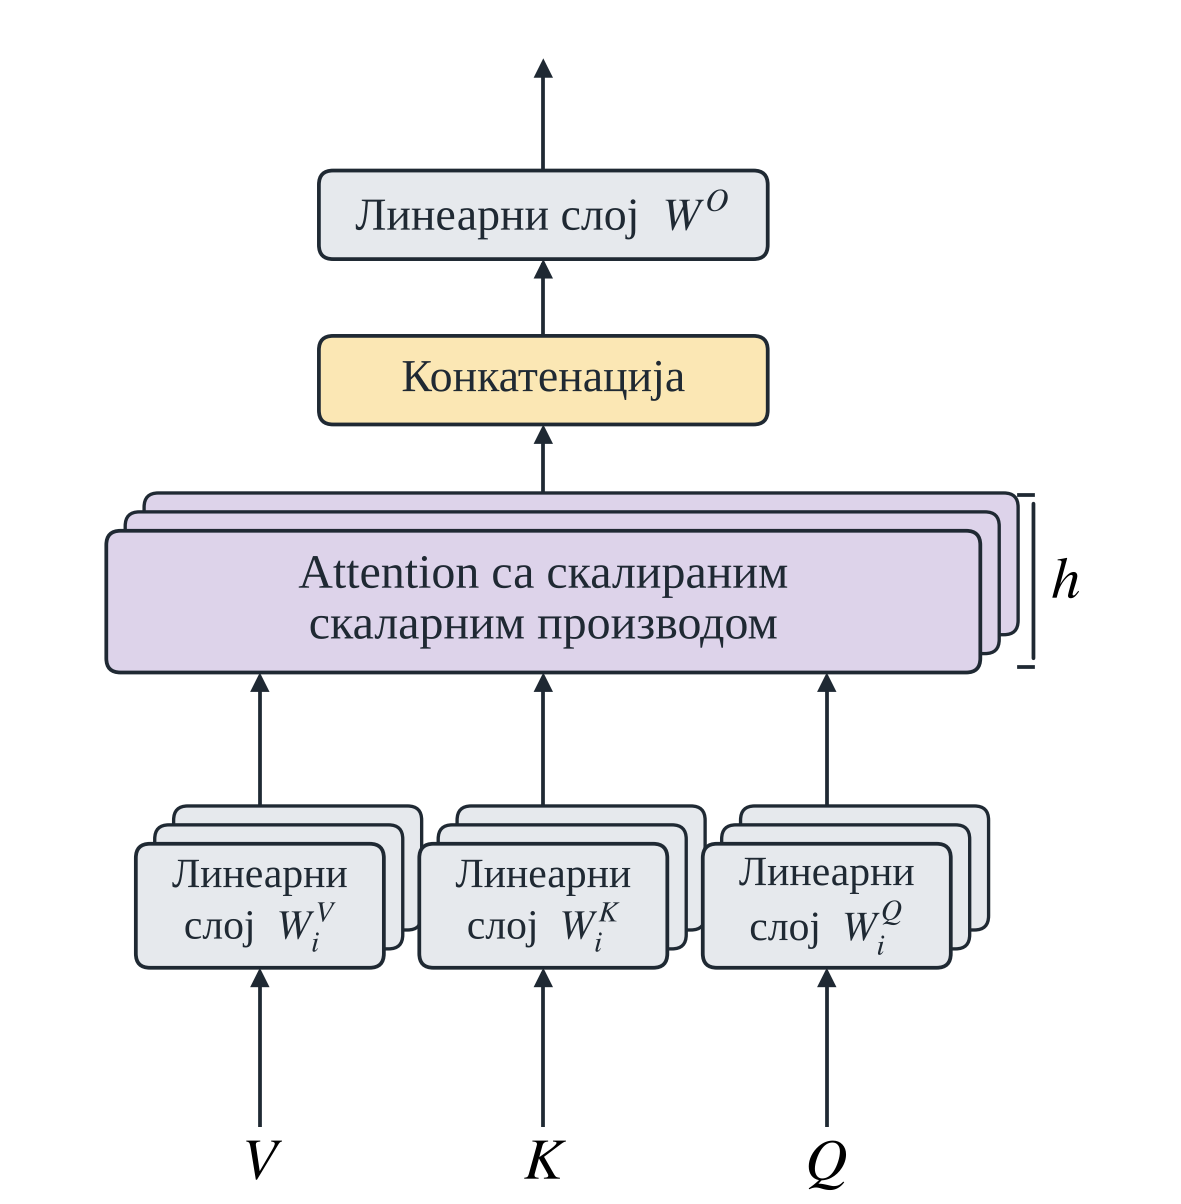 Линеарни слој W^O
Конкатенација
Attention са скалираним
скаларним производом
h
Линеарни
слој W_i^V
Линеарни
слој W_i^K
Линеарни
слој W_i^Q
V
K
Q